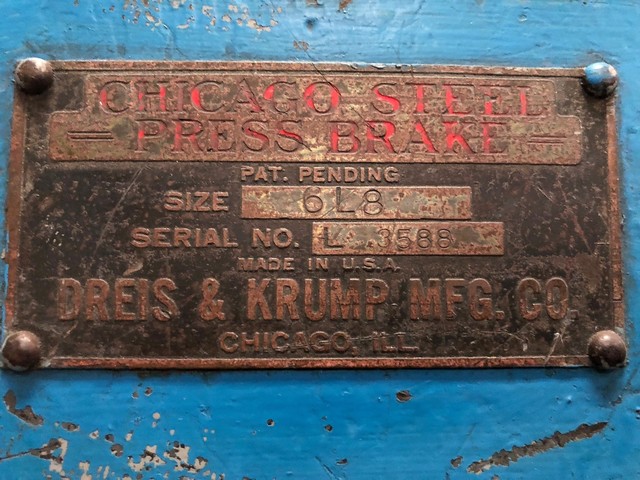 CHICAGO STEEL
PRESS BRAKE
PAT. PENDING
SIZE 6L8
SERIAL NO. L 3588
MADE IN U.S.A.
DREIS & KRUMP MFG. CO.
CHICAGO, ILL.